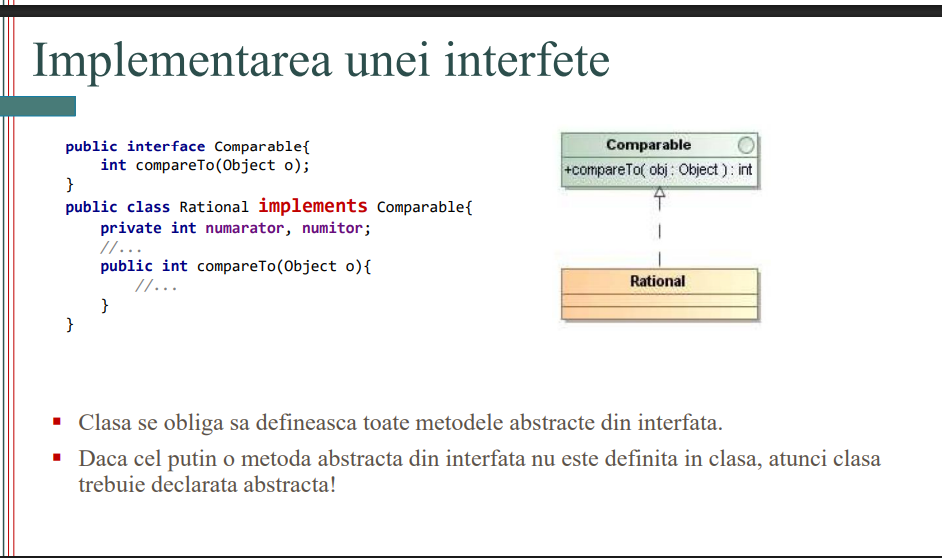 Implementarea unei interfete
public interface Comparable{
int compareTo(Object o);
}
public class Rational implements Comparable{
private int numarator, numitor;
//...
public int compareTo(Object o){
//...
}
}
Comparable
+compareTo( obj : Object ) : int
Rational
Clasa se obliga sa defineasca toate metodele abstracte din interfata.
Daca cel putin o metoda abstracta din interfata nu este definita in clasa, atunci clasa
trebuie declarata abstracta!